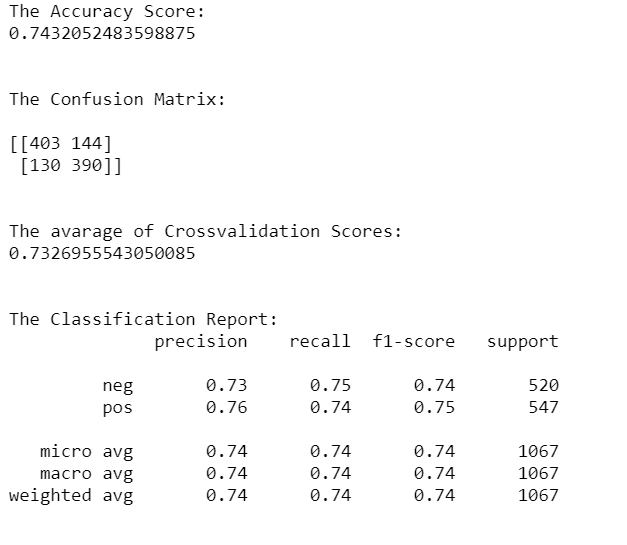 The Accuracy Score:
0.7432052483598875
The Confusion Matrix:
[[403 144]
[130 390]]
The avarage of Crossvalidation Scores:
0.7326955543050085
The Classification Report:
precision recall f1-score support
neg 0.73 0.75 0.74 520
pos 0.76 0.74 0.75 547
micro avg 0.74 0.74 0.74 1067
macro avg 0.74 0.74 0.74 1067
weighted avg 0.74 0.74 0.74 1067